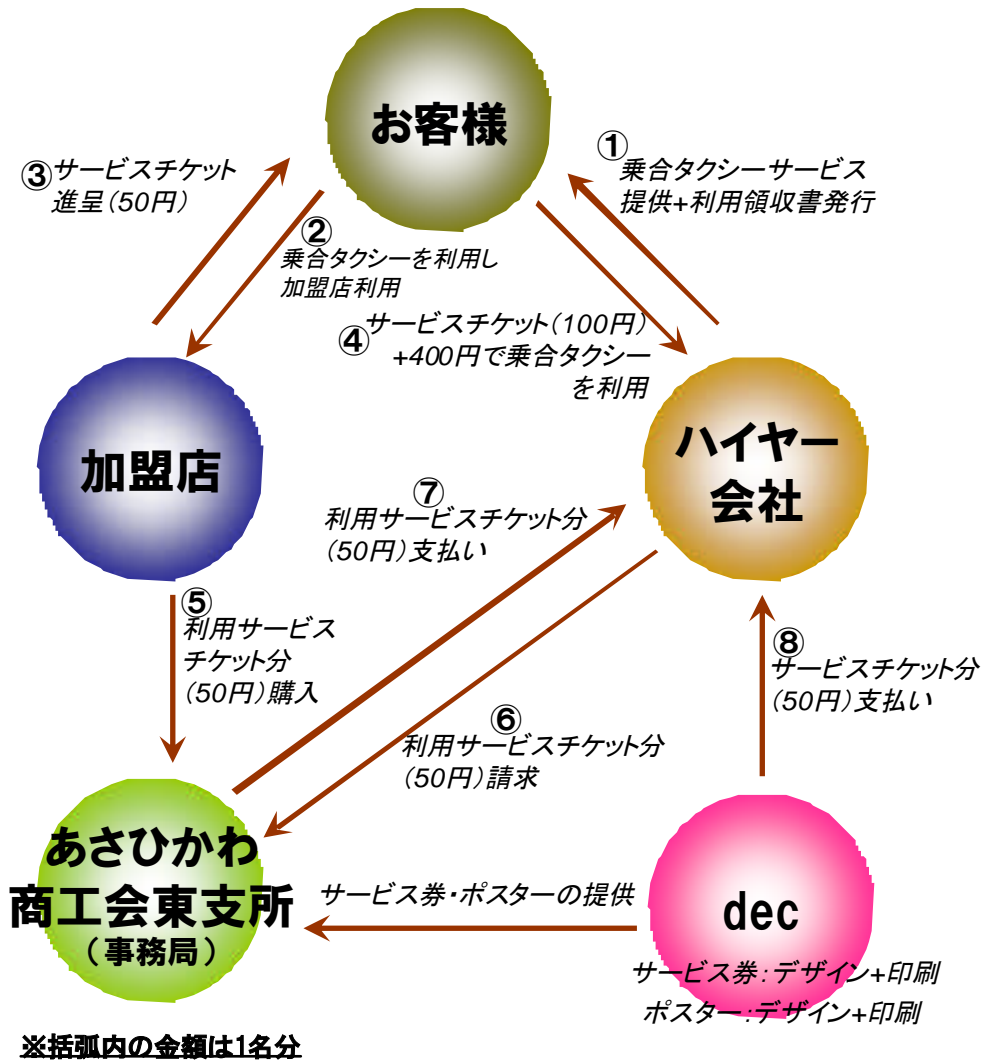 お客様
①
乗合タクシーサービス
提供+利用領収書発行
③
サービスチケット
進呈(50円)
②
乗合タクシーを利用し
加盟店利用
④
サービスチケット(100円)
+400円で乗合タクシー
を利用
加盟店
ハイヤー
会社
⑦
利用サービスチケット分
(50円)支払い
⑤
利用サービス
チケット分
(50円)購入
⑧
サービスチケット分
(50円)支払い
⑥
利用サービスチケット分
(50円)請求
あさひかわ
商工会東支所
(事務局)
サービス券・ポスターの提供
dec
サービス券:デザイン+印刷
ポスター:デザイン+印刷
※括弧内の金額は1名分